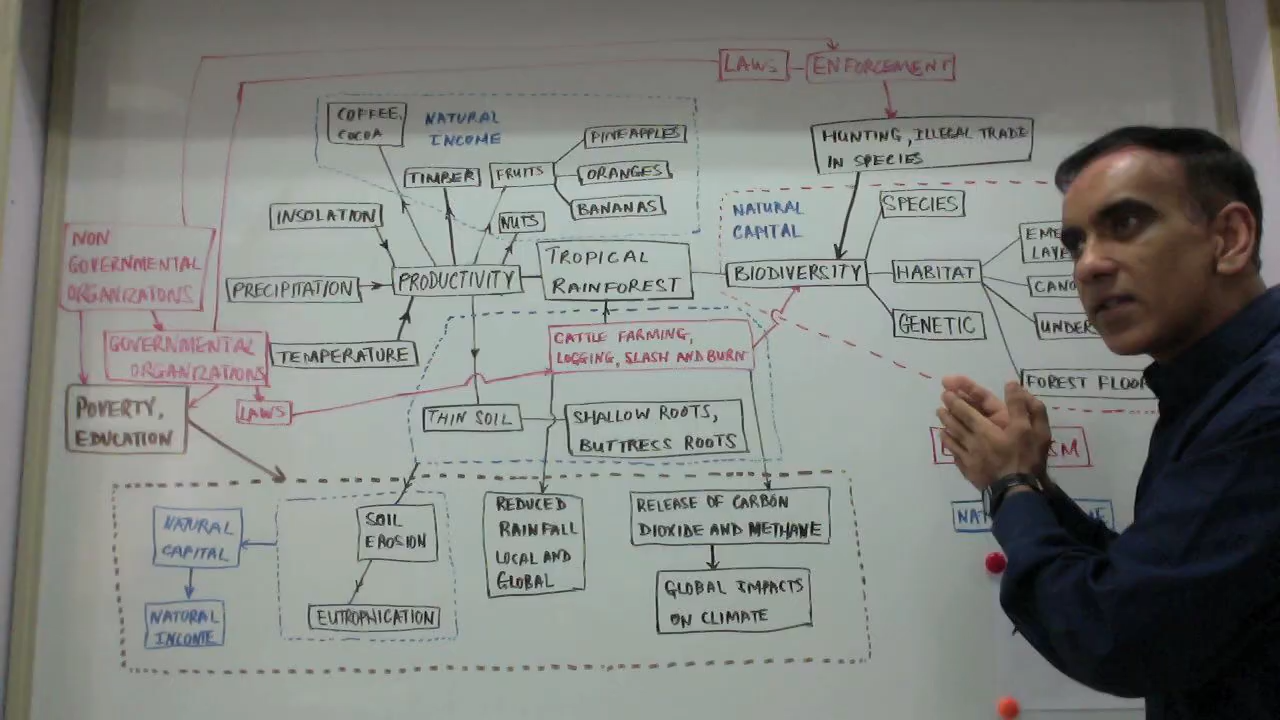 LAWS
ENFORCEMENT
COFFEE,
COCOA
NATURAL
INCOME
PINEAPPLES
HUNTING, ILLEGAL TRADE
IN SPECIES
TIMBER
FRUITS
ORANGES
BANANAS
INSOLATION
NUTS
NATURAL
CAPITAL
SPECIES
NON
GOVERNMENTAL
ORGANIZATONS
PRECIPITATION
PRODUCTIVITY
TROPICAL
RAINFOREST
BIODIVERSITY
HABITAT
GENETIC
FOREST FLOOR
GOVERNMENTAL
ORGANIZATIONS
TEMPERATURE
CATTLE FARMING,
LOGGING, SLASH AND BURN
POVERTY,
EDUCATION
LAWS
THIN SOIL
SHALLOW ROOTS,
BUTTRESS ROOTS
NATURAL
CAPITAL
NATURAL
INCOME
SOIL
EROSION
EUTROPHICATION
REDUCED
RAINFALL
LOCAL AND
GLOBAL
RELEASE OF CARBON
DIOXIDE AND METHANE
GLOBAL IMPACTS
ON CLIMATE